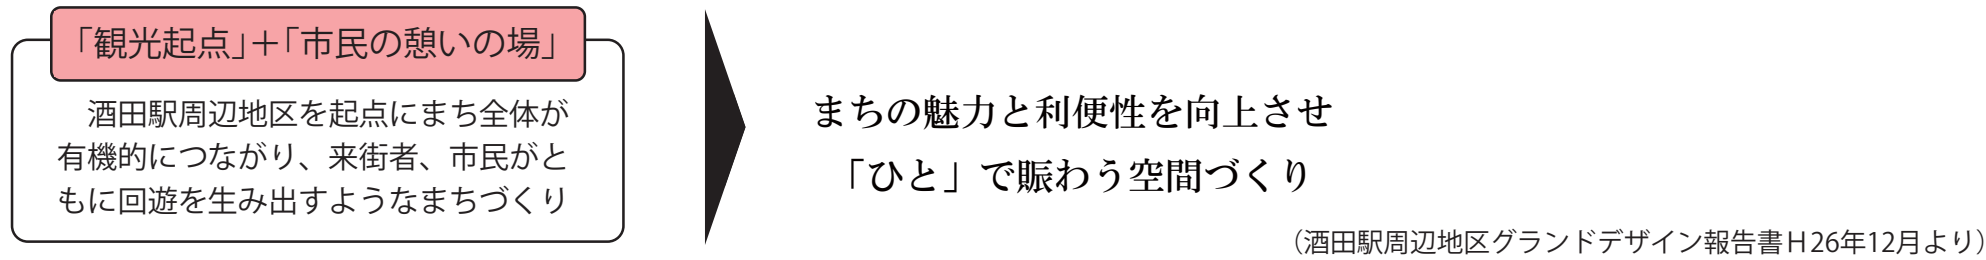 「観光起点」＋「市民の憩いの場」
酒田駅周辺地区を起点にまち全体が
有機的につながり、来街者、市民がと
もに回遊を生み出すようなまちづくり
まちの魅力と利便性を向上させ
「ひと」で賑わう空間づくり
（酒田駅周辺地区グランドデザイン報告書Ｈ26年12月より）